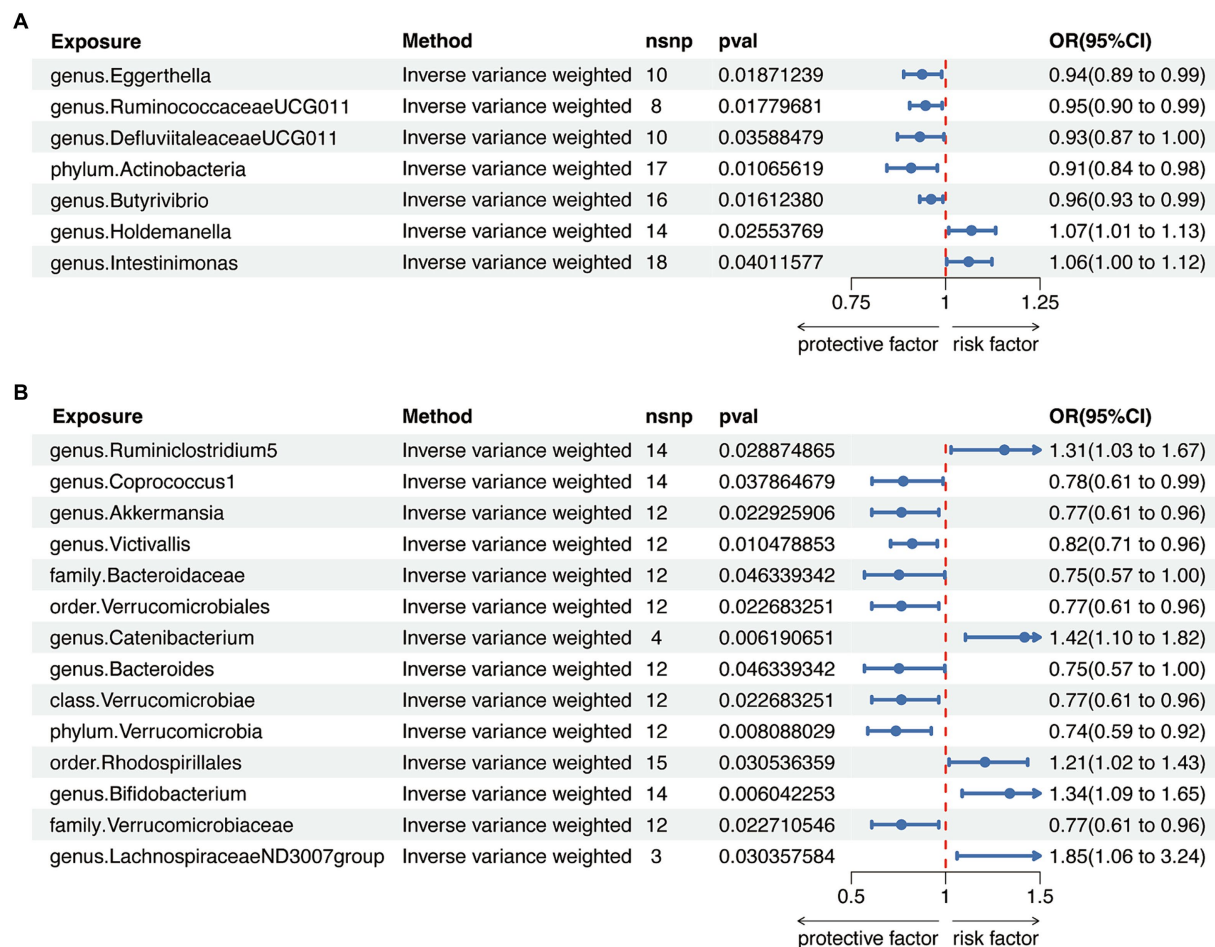 A
Exposure Method nsnp pval OR(95%CI)
genus.Eggerthella Inverse variance weighted 10 0.01871239 0.94(0.89 to 0.99)
genus.RuminococcaceaeUCG011 Inverse variance weighted 8 0.01779681 0.95(0.90 to 0.99)
genus.DefluviitaleaceaeUCG011 Inverse variance weighted 10 0.03588479 0.93(0.87 to 1.00)
phylum.Actinobacteria Inverse variance weighted 17 0.01065619 0.91(0.84 to 0.98)
genus.Butyrivibrio Inverse variance weighted 16 0.01612380 0.96(0.93 to 0.99)
genus.Holdemanella Inverse variance weighted 14 0.02553769 1.07(1.01 to 1.13)
genus.Intestinimonas Inverse variance weighted 18 0.04011577 1.06(1.00 to 1.12)
0.75 1 1.25
protective factor risk factor
B
Exposure Method nsnp pval OR(95%CI)
genus.Ruminiclostridium5 Inverse variance weighted 14 0.028874865 1.31(1.03 to 1.67)
genus.Coprococcus1 Inverse variance weighted 14 0.037864679 0.78(0.61 to 0.99)
genus.Akkermansia Inverse variance weighted 12 0.022925906 0.77(0.61 to 0.96)
genus.Victivallis Inverse variance weighted 12 0.010478853 0.82(0.71 to 0.96)
family.Bacteroidaceae Inverse variance weighted 12 0.046339342 0.75(0.57 to 1.00)
order.Verrucomicrobiales Inverse variance weighted 12 0.022683251 0.77(0.61 to 0.96)
genus.Catenibacterium Inverse variance weighted 4 0.006190651 1.42(1.10 to 1.82)
genus.Bacteroides Inverse variance weighted 12 0.046339342 0.75(0.57 to 1.00)
class.Verrucomicrobiae Inverse variance weighted 12 0.022683251 0.77(0.61 to 0.96)
phylum.Verrucomicrobia Inverse variance weighted 12 0.008088029 0.74(0.59 to 0.92)
order.Rhodospirillales Inverse variance weighted 15 0.030536359 1.21(1.02 to 1.43)
genus.Bifidobacterium Inverse variance weighted 14 0.006042253 1.34(1.09 to 1.65)
family.Verrucomicrobiaceae Inverse variance weighted 12 0.022710546 0.77(0.61 to 0.96)
genus.LachnospiraceaeND3007group Inverse variance weighted 3 0.030357584 1.85(1.06 to 3.24)
0.5 1 1.5
protective factor risk factor